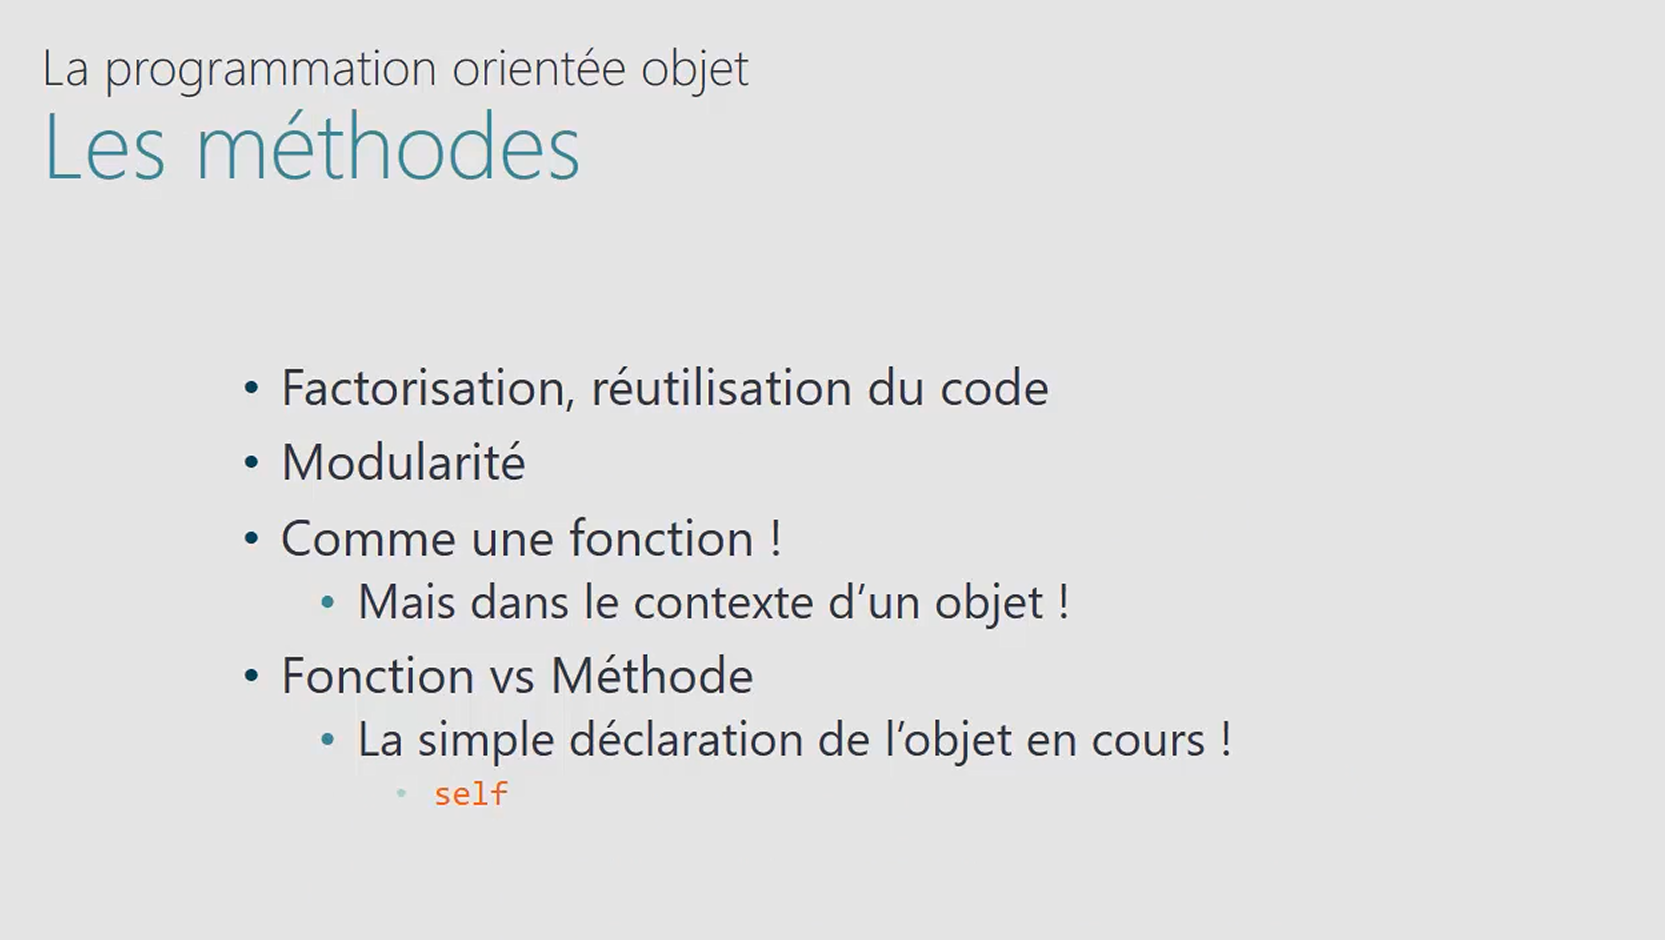 La programmation orientée objet
Les méthodes
• Factorisation, réutilisation du code
• Modularité
• Comme une fonction !
• Mais dans le contexte d’un objet !
• Fonction vs Méthode
• La simple déclaration de l’objet en cours !
• self